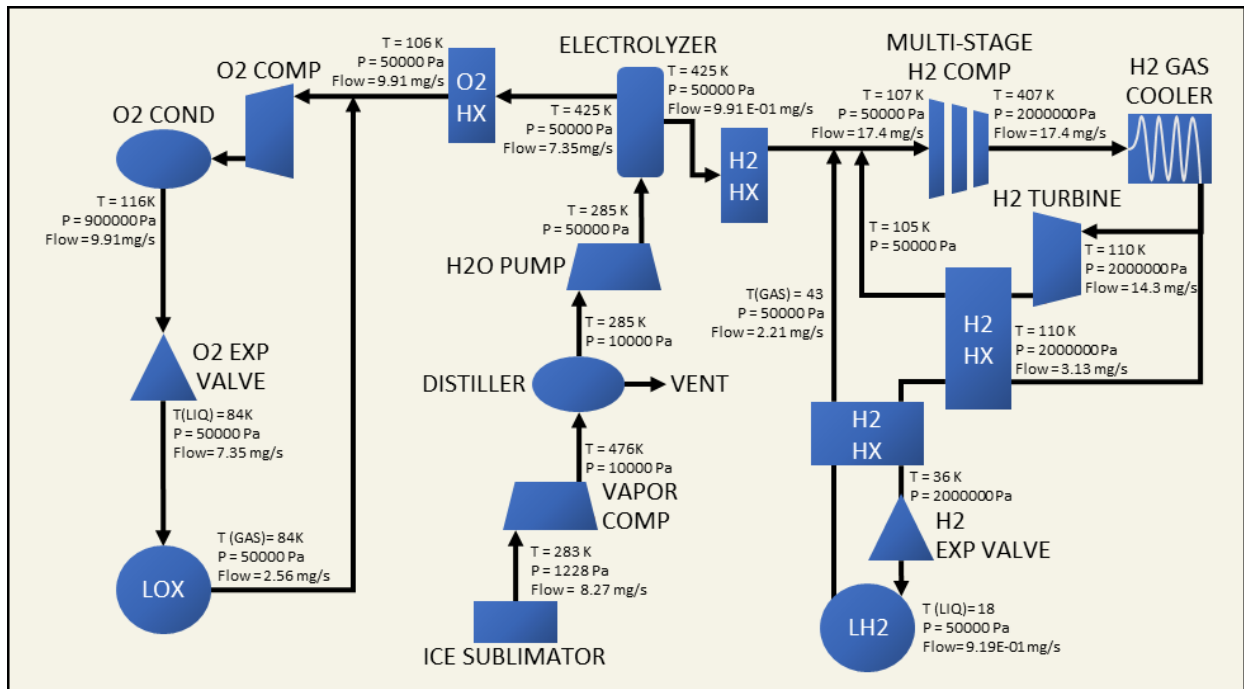 T = 106 K
P = 50000 Pa
Flow = 9.91 mg/s
O2 COMP
O2
HX
ELECTROLYZER
T = 425 K
P = 50000 Pa
Flow = 9.91 E-01 mg/s
T = 425 K
P = 50000 Pa
Flow = 7.35mg/s
MULTI-STAGE
H2 COMP
T = 107 K
P = 50000 Pa
Flow = 17.4 mg/s
T = 407 K
P = 2000000 Pa
Flow = 17.4 mg/s
H2 GAS
COOLER
O2 COND
T = 116K
P = 900000 Pa
Flow = 9.91mg/s
H2
HX
T = 285 K
P = 50000 Pa
H2O PUMP
H2 TURBINE
T = 105 K
P = 50000 Pa
T = 110 K
P = 2000000 Pa
Flow = 14.3 mg/s
T(GAS) = 43
P = 50000 Pa
Flow = 2.21 mg/s
H2
HX
T = 110 K
P = 2000000 Pa
Flow = 3.13 mg/s
O2 EXP
VALVE
T = 285 K
P = 10000 Pa
DISTILLER
VENT
T(LIQ) = 84K
P = 50000 Pa
Flow= 7.35 mg/s
H2
HX
T = 476K
P = 10000 Pa
VAPOR
COMP
T = 36 K
P = 2000000 Pa
H2
EXP VALVE
T (GAS)= 84K
P = 50000 Pa
Flow = 2.56 mg/s
LOX
T = 283 K
P = 1228 Pa
Flow = 8.27 mg/s
ICE SUBLIMATOR
LH2
T (LIQ)= 18
P = 50000 Pa
Flow=9.19E-01 mg/s